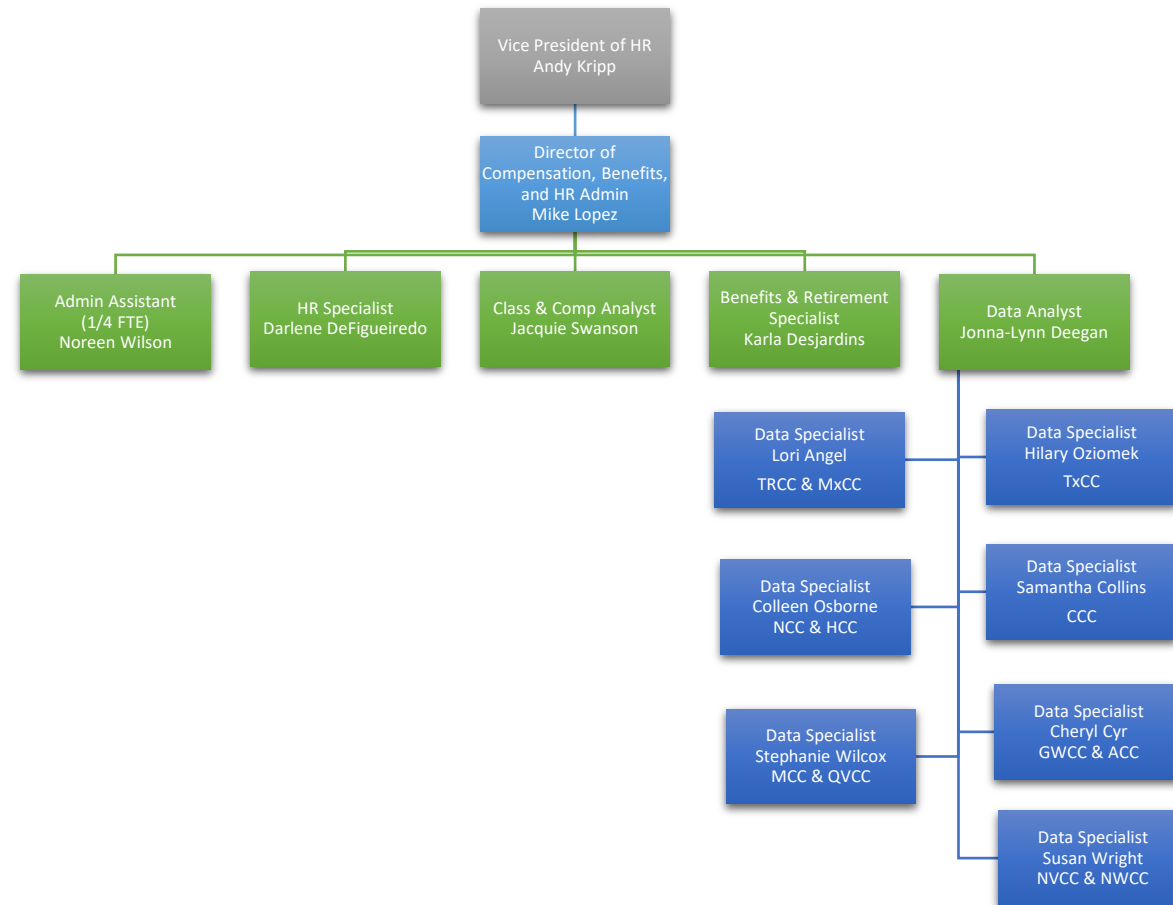 Vice President of HR
Andy Kripp
Director of
Compensation, Benefits,
and HR Admin
Mike Lopez
Admin Assistant
(1/4 FTE)
Noreen Wilson
HR Specialist
Darlene DeFigueiredo
Class & Comp Analyst
Jacquie Swanson
Benefits & Retirement
Specialist
Karla Desjardins
Data Analyst
Jonna-Lynn Deegan
Data Specialist
Lori Angel
TRCC & MxCC
Data Specialist
Hilary Oziomek
TxCC
Data Specialist
Colleen Osborne
NCC & HCC
Data Specialist
Samantha Collins
CCC
Data Specialist
Stephanie Wilcox
MCC & QVCC
Data Specialist
Cheryl Cyr
GWCC & ACC
Data Specialist
Susan Wright
NVCC & NWCC